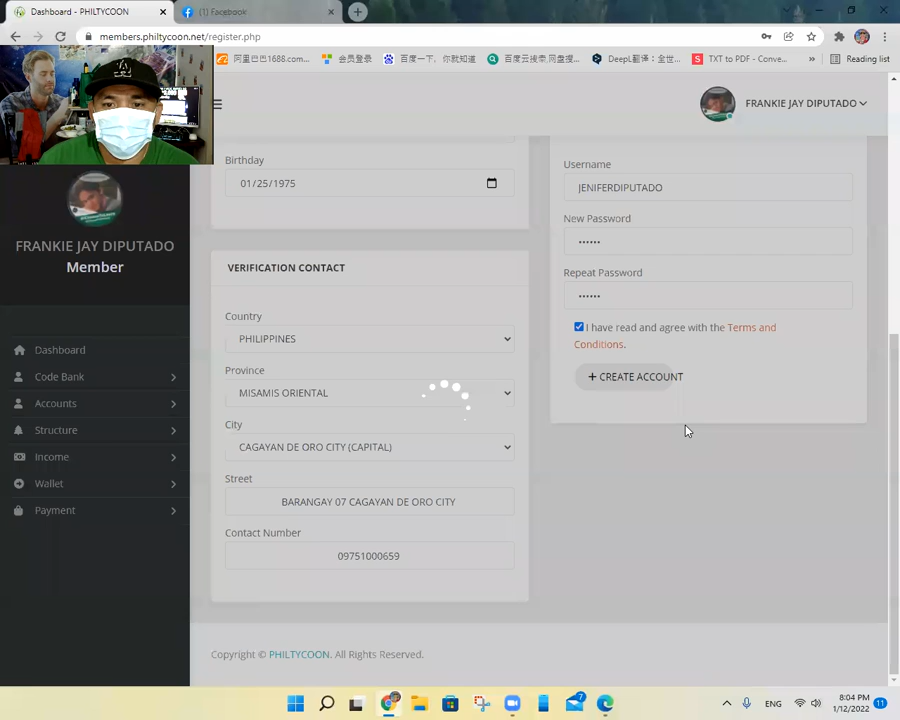 Dashboard - PHILTYCOON
(1) Facebook
members.philtycoon.net/register.php
阿里巴巴1688.com...
会员登录
百度一下，你就知道
百度云搜索,网盘搜...
DeepL翻译：全世...
TXT to PDF - Conve...
Reading list
FRANKIE JAY DIPUTADO
FRANKIE JAY DIPUTADO
Member
Dashboard
Code Bank
Accounts
Structure
Income
Wallet
Payment
Birthday
01/25/1975
VERIFICATION CONTACT
Country
PHILIPPINES
Province
MISAMIS ORIENTAL
City
CAGAYAN DE ORO CITY (CAPITAL)
Street
BARANGAY 07 CAGAYAN DE ORO CITY
Contact Number
09751000659
Username
JENIFERDIPUTADO
New Password
••••••
Repeat Password
••••••
I have read and agree with the Terms and
Conditions.
+ CREATE ACCOUNT
Copyright © PHILTYCOON. All Rights Reserved.
7
ENG
8:04 PM
1/12/2022
11